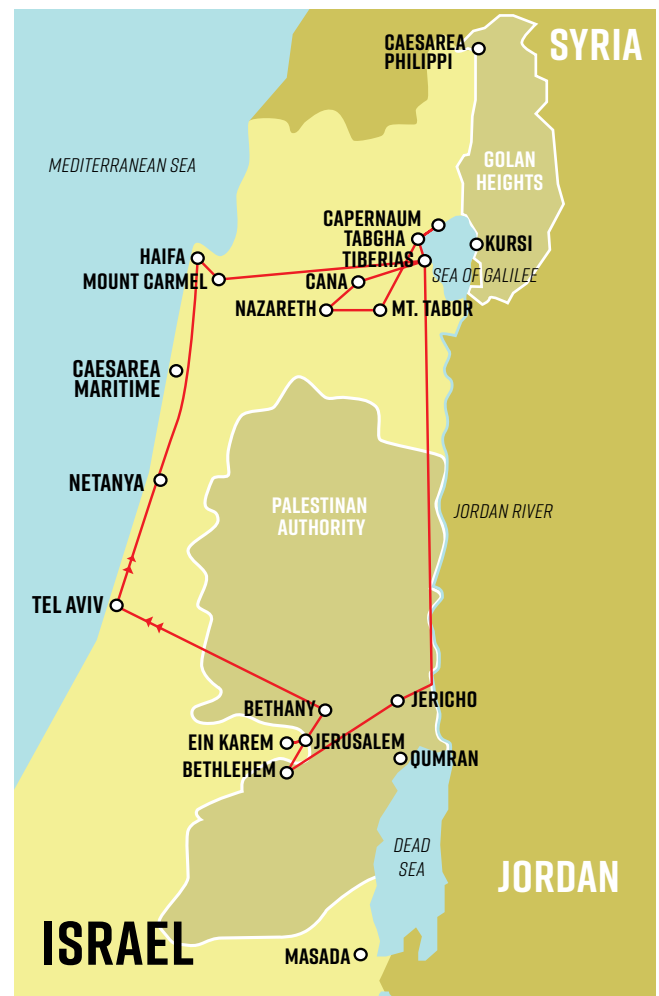 CAESAREA
PHILIPPI
SYRIA
GOLAN
HEIGHTS
MEDITERRANEAN SEA
CAPERNAUM
TABGHA
KURSI
HAIFA
TIBERIAS
MOUNT CARMEL
CANA
SEA OF GALILEE
NAZARETH
MT. TABOR
CAESAREA
MARITIME
NETANYA
PALESTINAN
AUTHORITY
JORDAN RIVER
TEL AVIV
BETHANY
JERICHO
EIN KAREM
JERUSALEM
BETHLEHEM
QUMRAN
DEAD
SEA
JORDAN
ISRAEL
MASADA